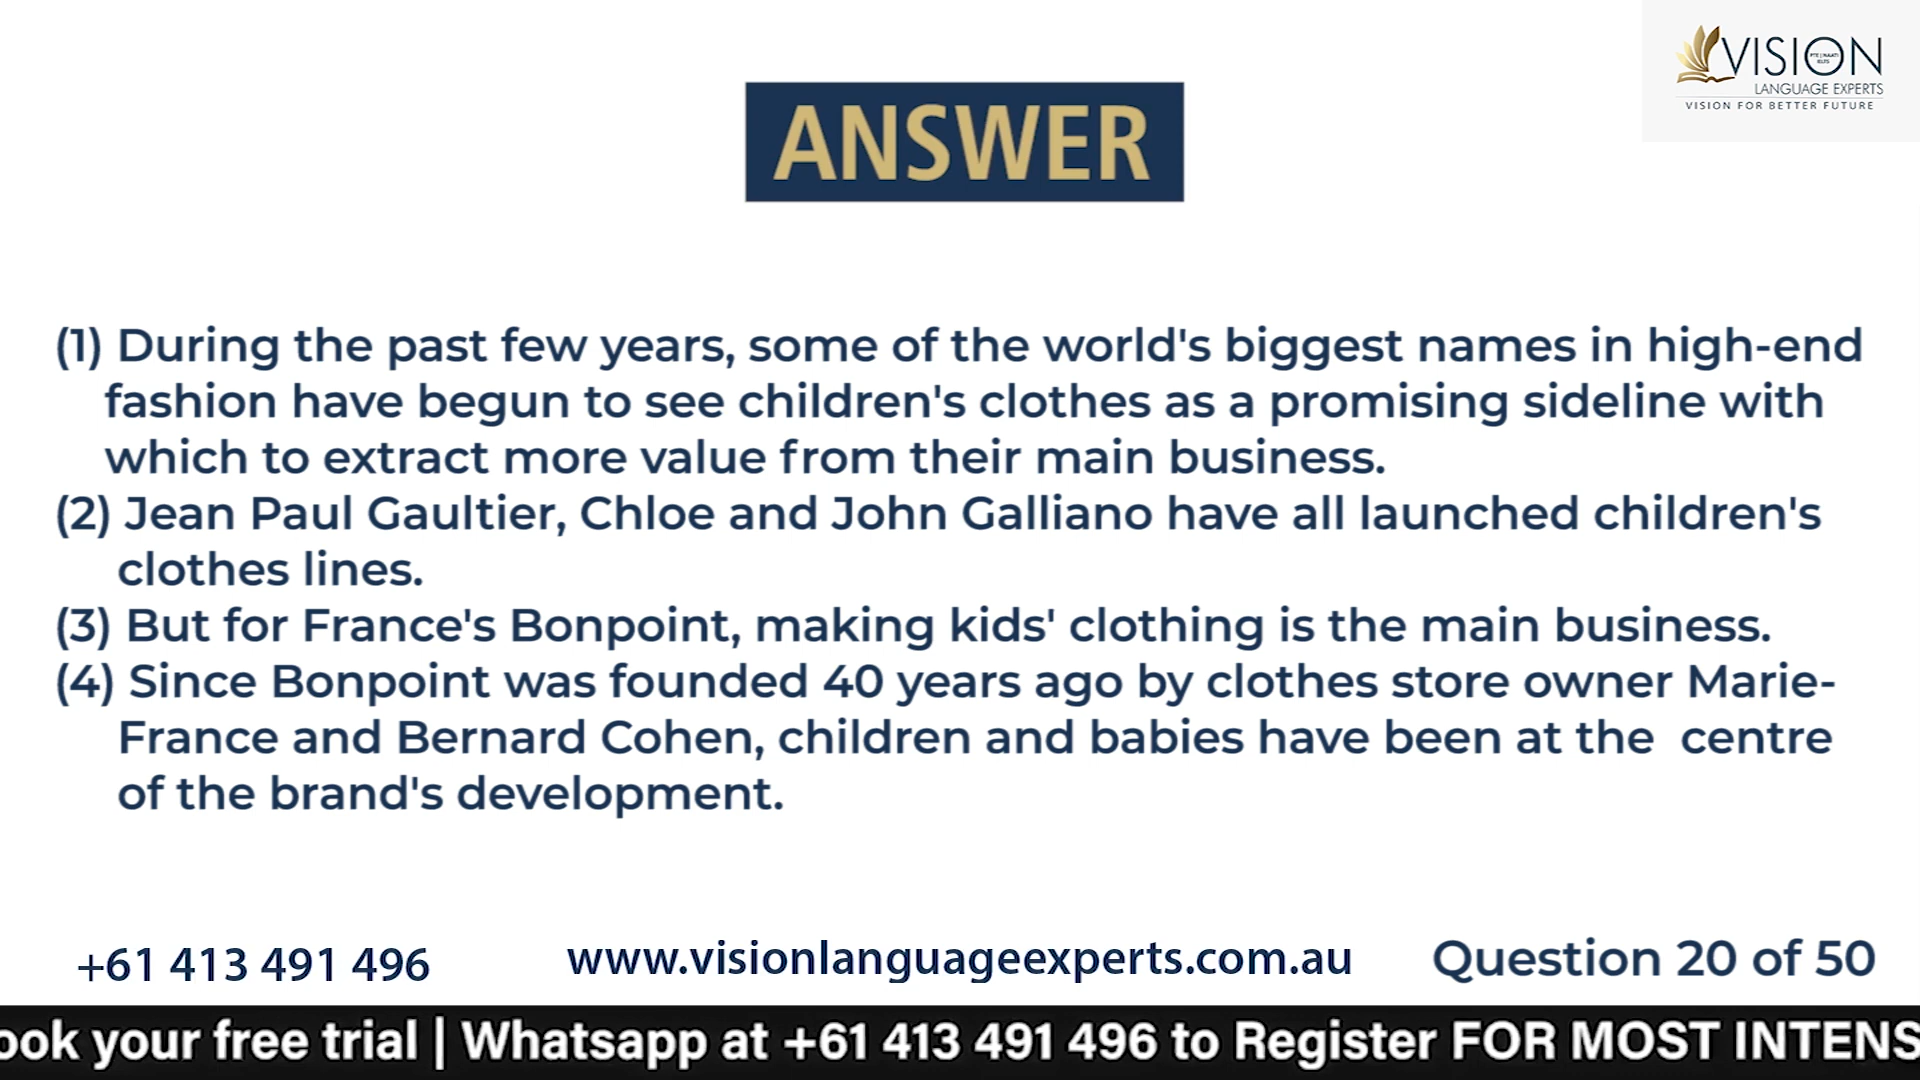 VISION
LANGUAGE EXPERTS
VISION FOR BETTER FUTURE
ANSWER
(1) During the past few years, some of the world's biggest names in high-end
fashion have begun to see children's clothes as a promising sideline with
which to extract more value from their main business.
(2) Jean Paul Gaultier, Chloe and John Galliano have all launched children's
clothes lines.
(3) But for France's Bonpoint, making kids' clothing is the main business.
(4) Since Bonpoint was founded 40 years ago by clothes store owner Marie-
France and Bernard Cohen, children and babies have been at the centre
of the brand's development.
+61 413 491 496
www.visionlanguageexperts.com.au
Question 20 of 50
ook your free trial | Whatsapp at +61 413 491 496 to Register FOR MOST INTENS